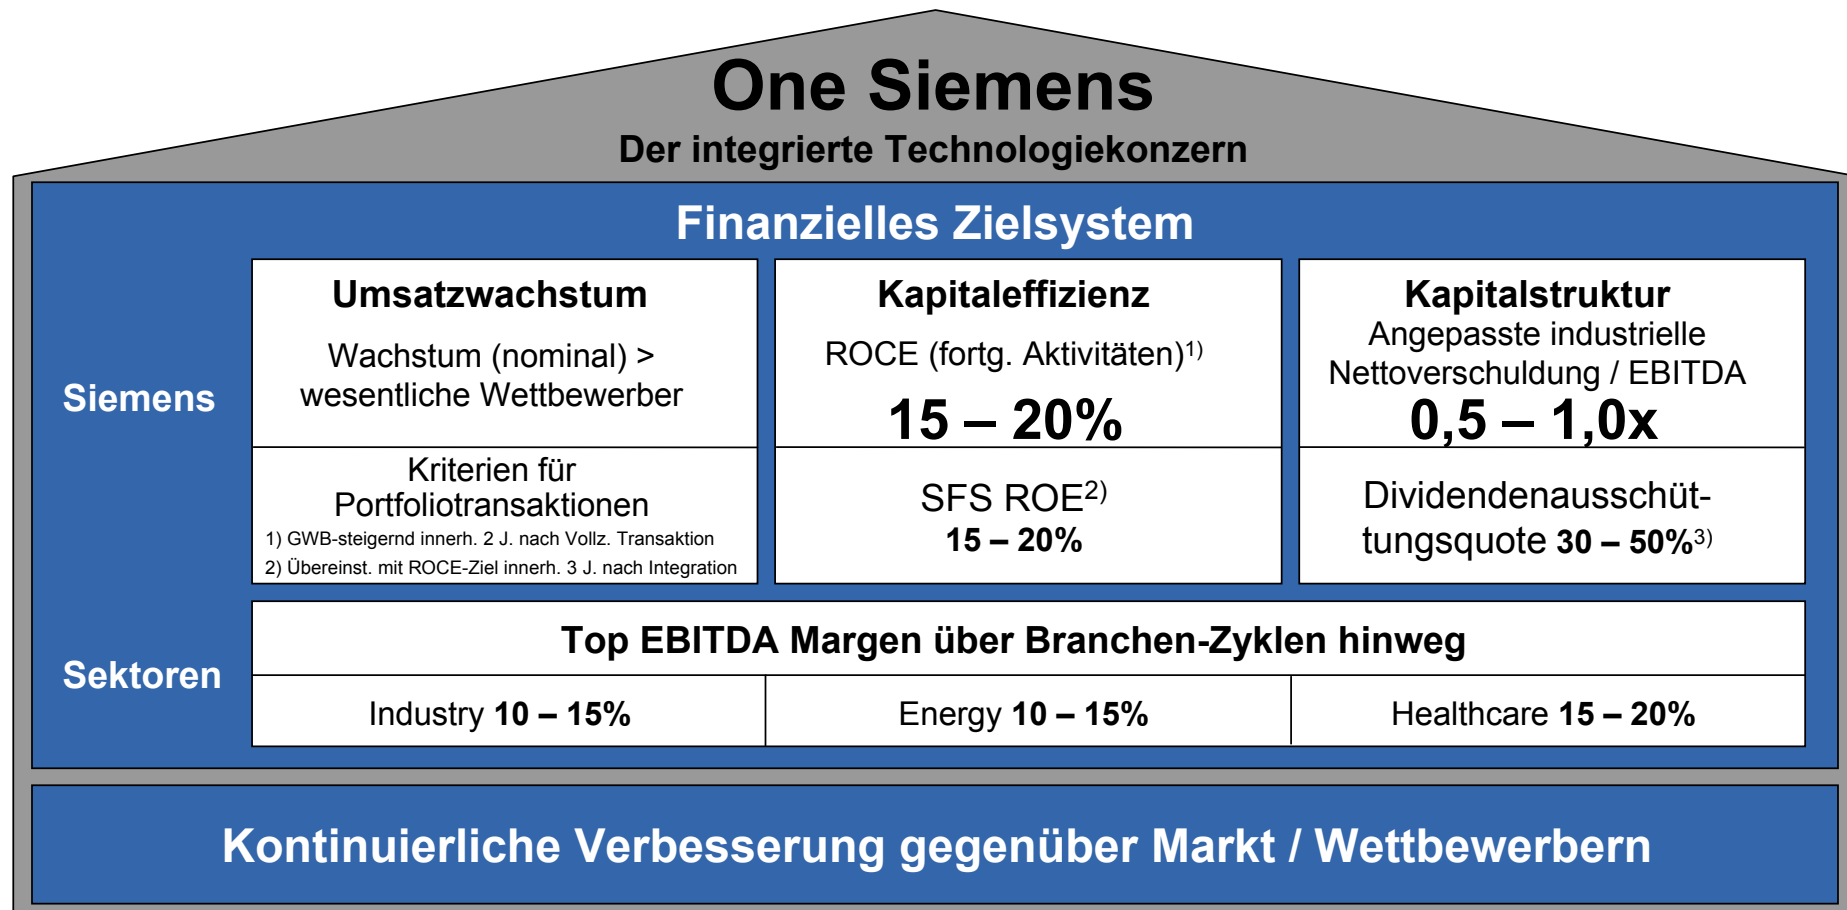 One Siemens
Der integrierte Technologiekonzern
Finanzielles Zielsystem
Siemens
Umsatzwachstum
Wachstum (nominal) >
wesentliche Wettbewerber
Kriterien für
Portfoliotransaktionen
1) GWB-steigernd innerh. 2 J. nach Vollz. Transaktion
2) Übereinst. mit ROCE-Ziel innerh. 3 J. nach Integration
Kapitaleffizienz
ROCE (fortg. Aktivitäten)1)
15 – 20%
SFS ROE2)
15 – 20%
Kapitalstruktur
Angepasste industrielle
Nettoverschuldung / EBITDA
0,5 – 1,0x
Dividendenausschüt-
tungsquote 30 – 50%3)
Sektoren
Top EBITDA Margen über Branchen-Zyklen hinweg
Industry 10 – 15%
Energy 10 – 15%
Healthcare 15 – 20%
Kontinuierliche Verbesserung gegenüber Markt / Wettbewerbern